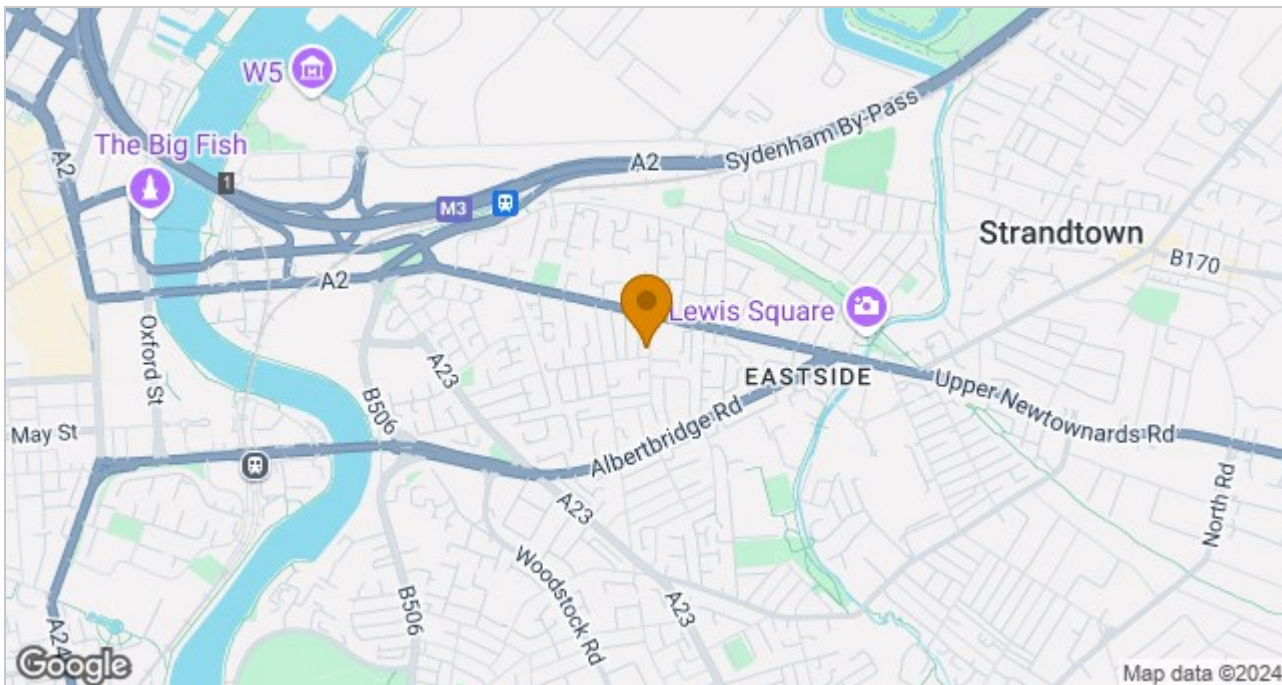 W5
The Big Fish
A2
1
M3
A2
Sydenham By-Pass
Strandtown
B170
A2
Lewis Square
Oxford St
A23
B506
EASTSIDE
Upper Newtownards Rd
May St
Albertbridge Rd
A23
North Rd
Woodstock Rd
A23
B506
A24
Google
Map data ©2024